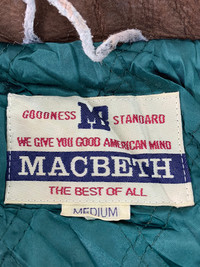 GOODNESS M STANDARD
WE GIVE YOU GOOD AMERICAN MIND
MACBETH
THE BEST OF ALL
MEDIUM